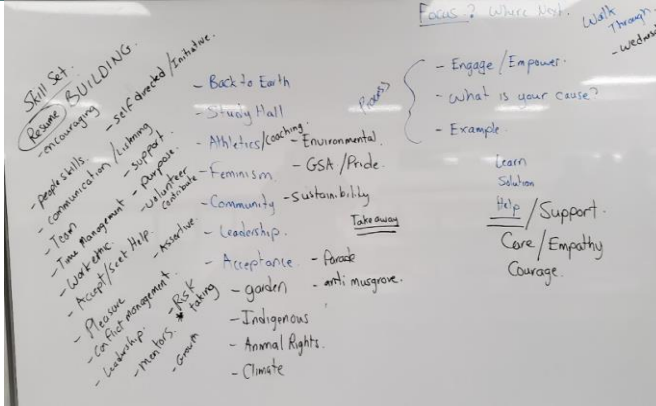 Skill Set.
Resume BUILDING.
- encouraging
- self directed/Initiative.
- people skills.
- communication/listening
- support.
- Team
- purpose.
- Time Management
- volunteer
contribute
- Work ethic.
- Accept/seek Help.
- Assertive.
- Pleasure
- Conflict management.
- Risk
taking
- Leadership.
- mentors.
- Growth
- Back to Earth
- Study Hall
- Athletics/coaching
- Feminism.
- Community
- Leadership.
- Acceptance.
- garden
- Indigenous
- Animal Rights.
- Climate
- Environmental.
- GSA/Pride.
- Sustainability
Takeaway
- Parade
- anti musgrove.
Focus? Where Next.
Walk
Through.
- Wednes
Process
- Engage/Empower.
- What is your cause?
- Example.
Learn
Solution
Help/Support.
Care/Empathy
Courage.